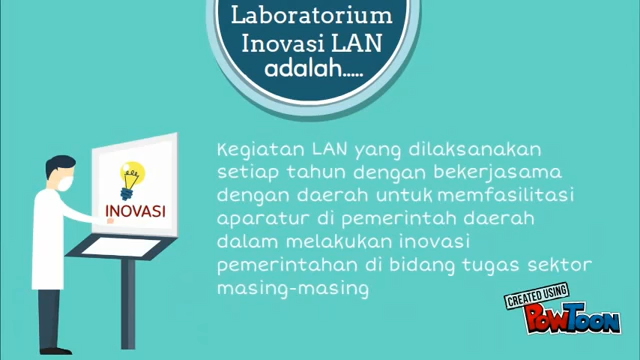 Laboratorium
Inovasi LAN
adalah.....
Kegiatan LAN yang dilaksanakan
setiap tahun dengan bekerjasama
dengan daerah untuk memfasilitasi
aparatur di pemerintah daerah
dalam melakukan inovasi
pemerintahan di bidang tugas sektor
masing-masing
INOVASI
CREATED USING
POWTOON